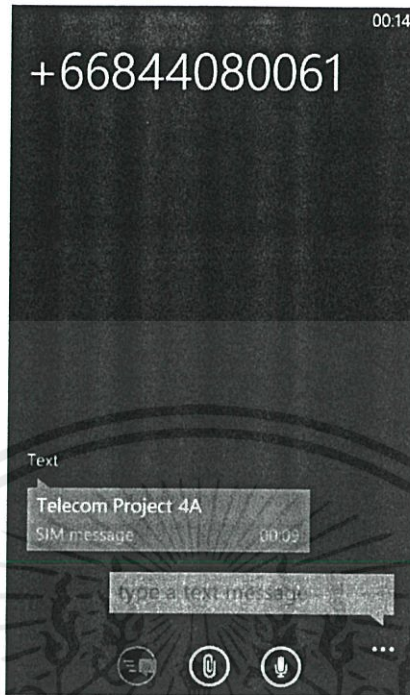 00:14
+66844080061
Text
Telecom Project 4A
SIM message 00:09
type a text message
...